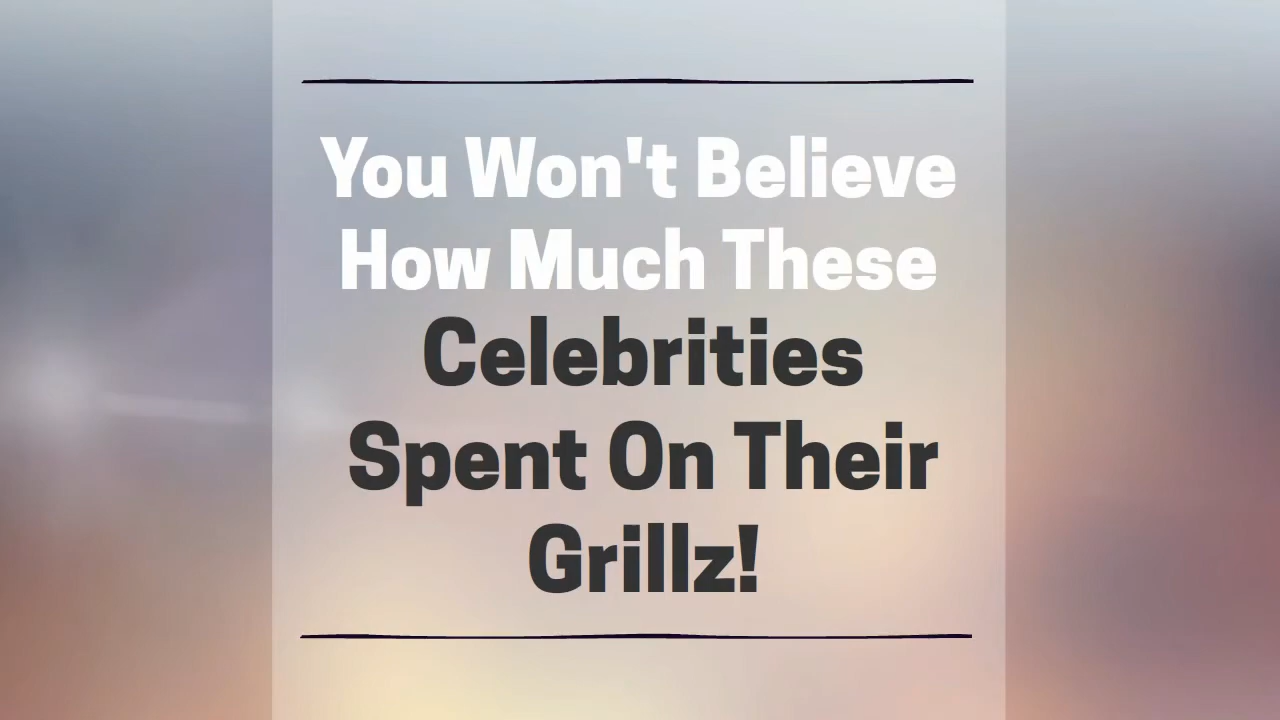 You Won't Believe
How Much These
Celebrities
Spent On Their
Grillz!